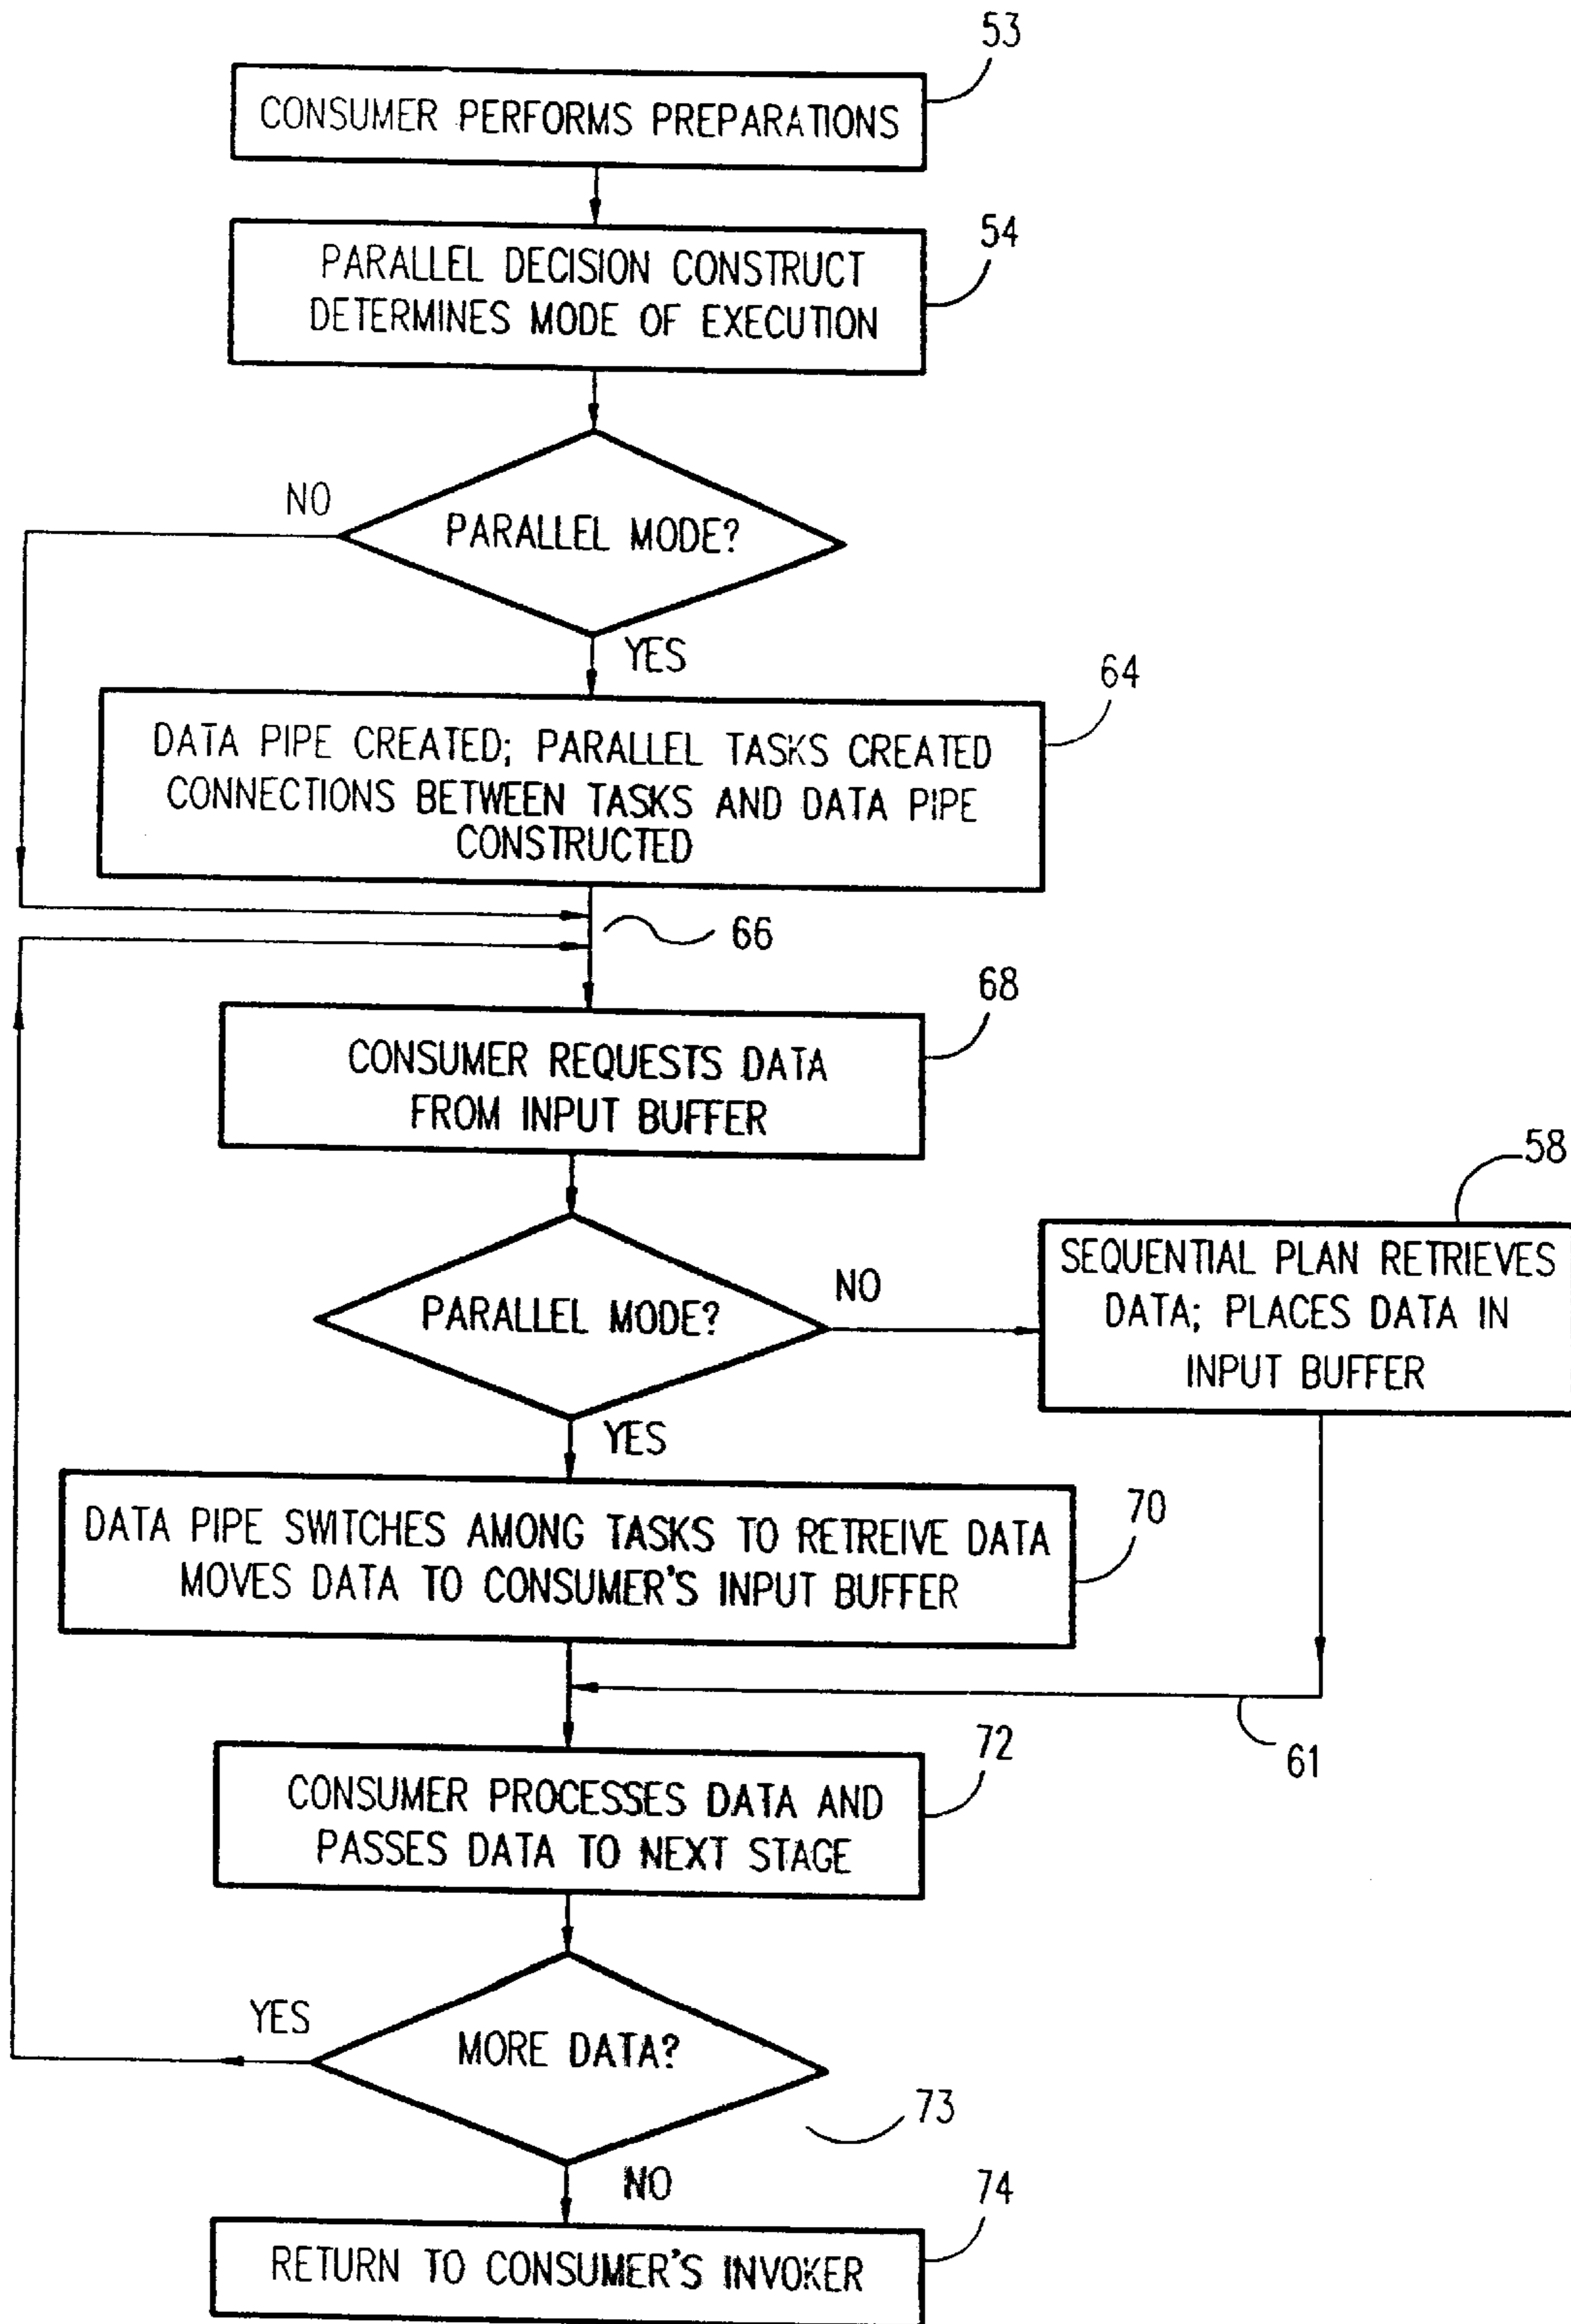 53
CONSUMER PERFORMS PREPARATIONS
54
PARALLEL DECISION CONSTRUCT
DETERMINES MODE OF EXECUTION
NO
PARALLEL MODE?
YES
64
DATA PIPE CREATED; PARALLEL TASKS CREATED
CONNECTIONS BETWEEN TASKS AND DATA PIPE
CONSTRUCTED
66
68
CONSUMER REQUESTS DATA
FROM INPUT BUFFER
58
PARALLEL MODE?
NO
SEQUENTIAL PLAN RETRIEVES
DATA; PLACES DATA IN
INPUT BUFFER
YES
70
DATA PIPE SWITCHES AMONG TASKS TO RETREIVE DATA
MOVES DATA TO CONSUMER'S INPUT BUFFER
61
72
CONSUMER PROCESSES DATA AND
PASSES DATA TO NEXT STAGE
YES
MORE DATA?
73
NO
74
RETURN TO CONSUMER'S INVOKER